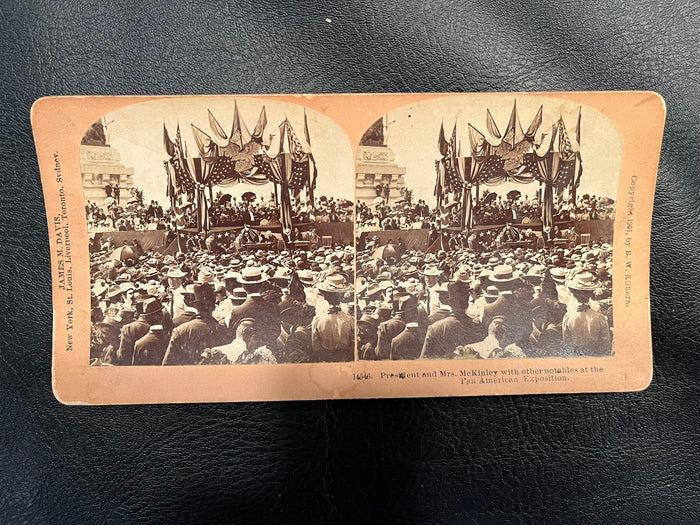 JAMES M. DAVIS,
New York, St. Louis, Liverpool, Toronto, Sydney.
Copyright, 1901, by B. W. Kilburn.
14546. President and Mrs. McKinley with other notables at the
Pan American Exposition.